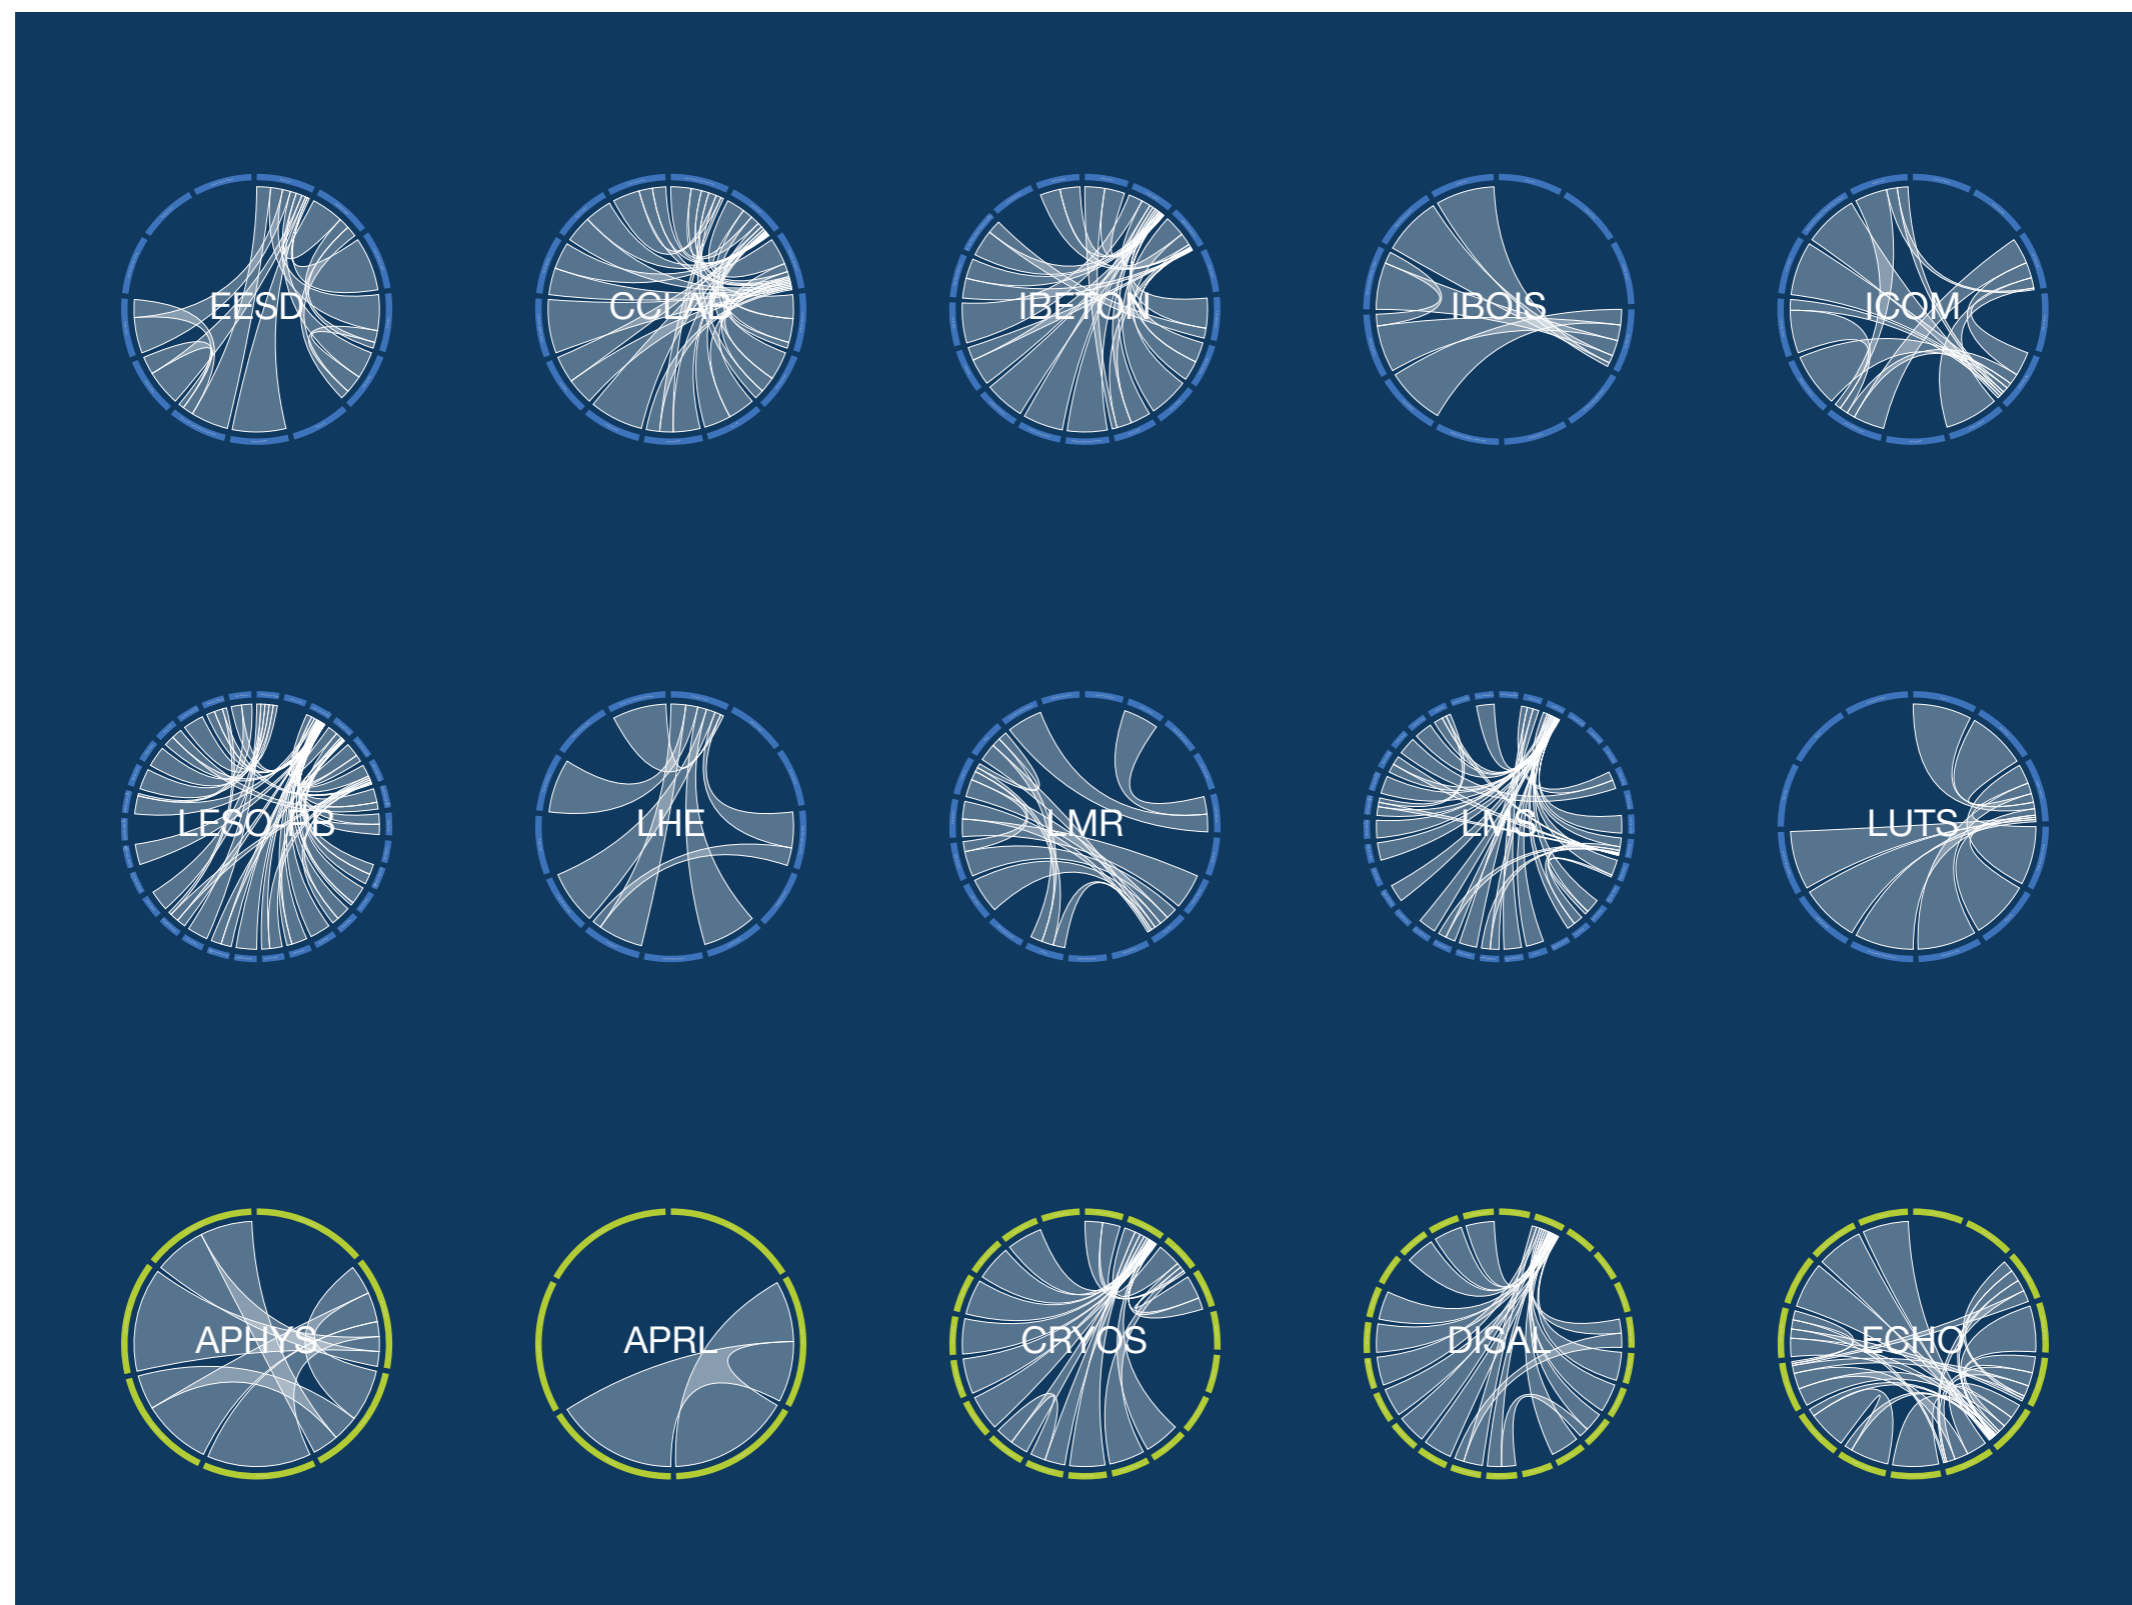 EESD
CCLAB
IBETON
IBOIS
ICOM
LESO-PB
LHE
LMR
LMS
LUTS
APHYS
APRL
CRYOS
DISAL
ECHO